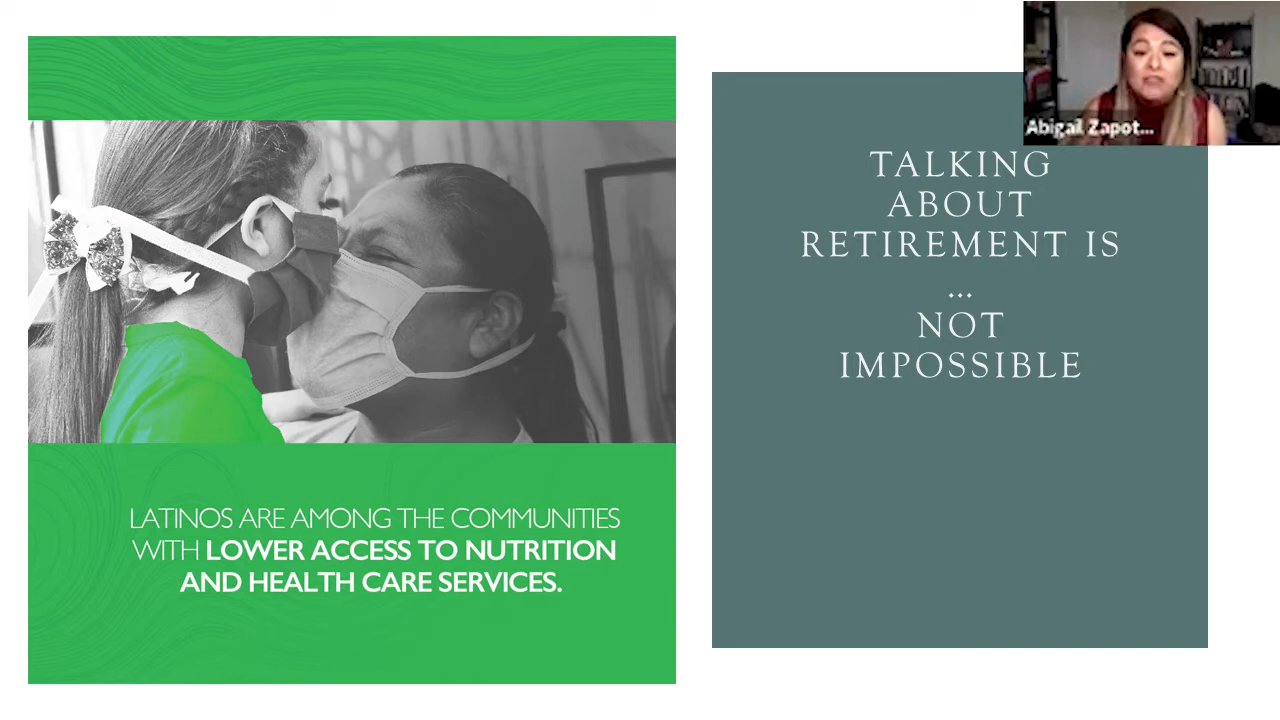 LATINOS ARE AMONG THE COMMUNITIES
WITH LOWER ACCESS TO NUTRITION
AND HEALTH CARE SERVICES.
Abigail Zapot...
TALKING
ABOUT
RETIREMENT IS
...
NOT
IMPOSSIBLE